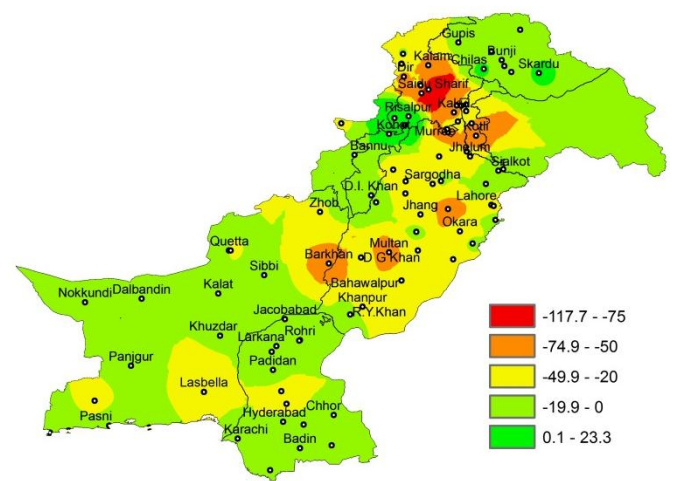 Gupis
Kalam
Bunji
Chilas
Dir
Skardu
Saidu Sharif
Risalpur
Kakul
Murree
Kotli
Bannu
Jhelum
Sialkot
Sargodha
D.I. Khan
Zhob
Jhang
Lahore
Okara
Quetta
Multan
Barkhan
D G Khan
Sibbi
Bahawalpur
Nokkundi
Dalbandin
Kalat
Khanpur
Jacobabad
R.Y.Khan
Khuzdar
Rohri
Larkana
Padidan
Panjgur
Lasbella
Pasni
Hyderabad
Chhor
Karachi
Badin
-117.7 - -75
-74.9 - -50
-49.9 - -20
-19.9 - 0
0.1 - 23.3